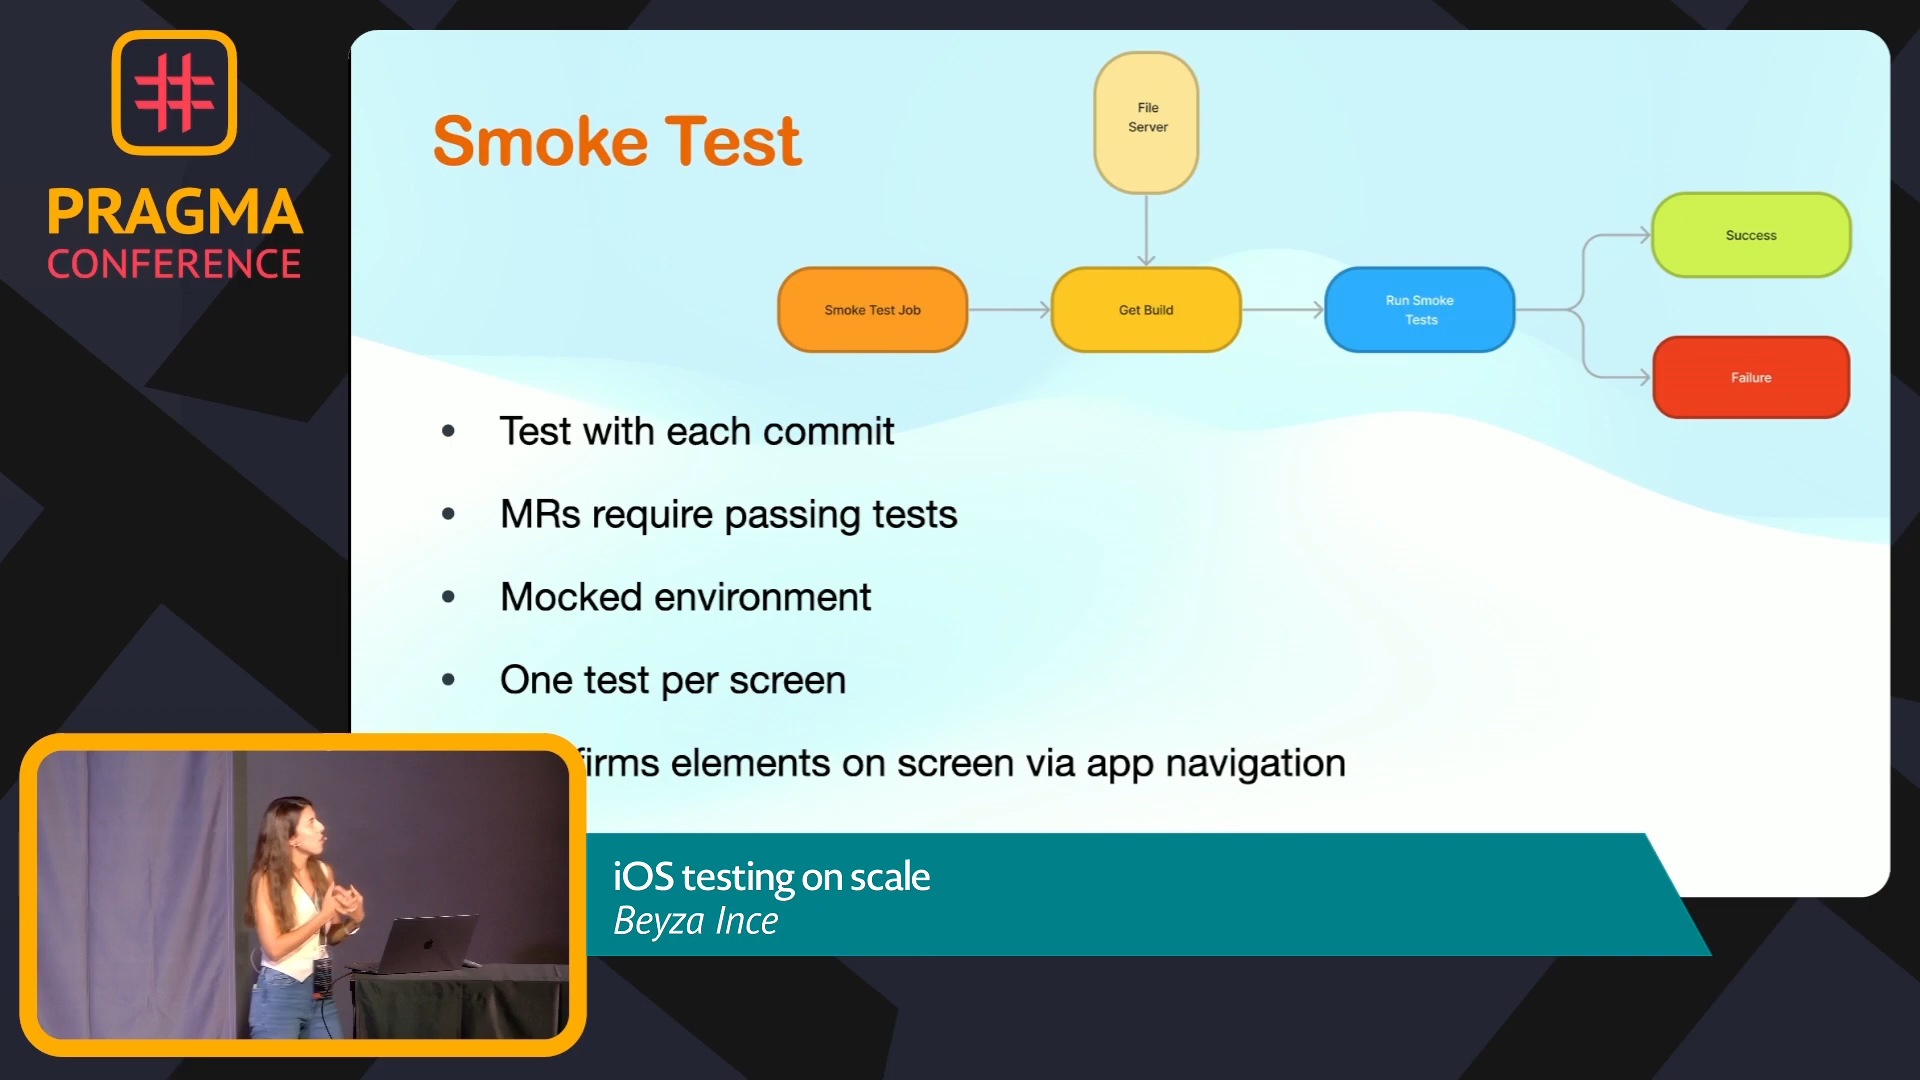 PRAGMA
CONFERENCE
Smoke Test
File
Server
Smoke Test Job
Get Build
Run Smoke
Tests
Success
Failure
Test with each commit
MRs require passing tests
Mocked environment
One test per screen
elements on screen via app navigation
iOS testing on scale
Beyza Ince